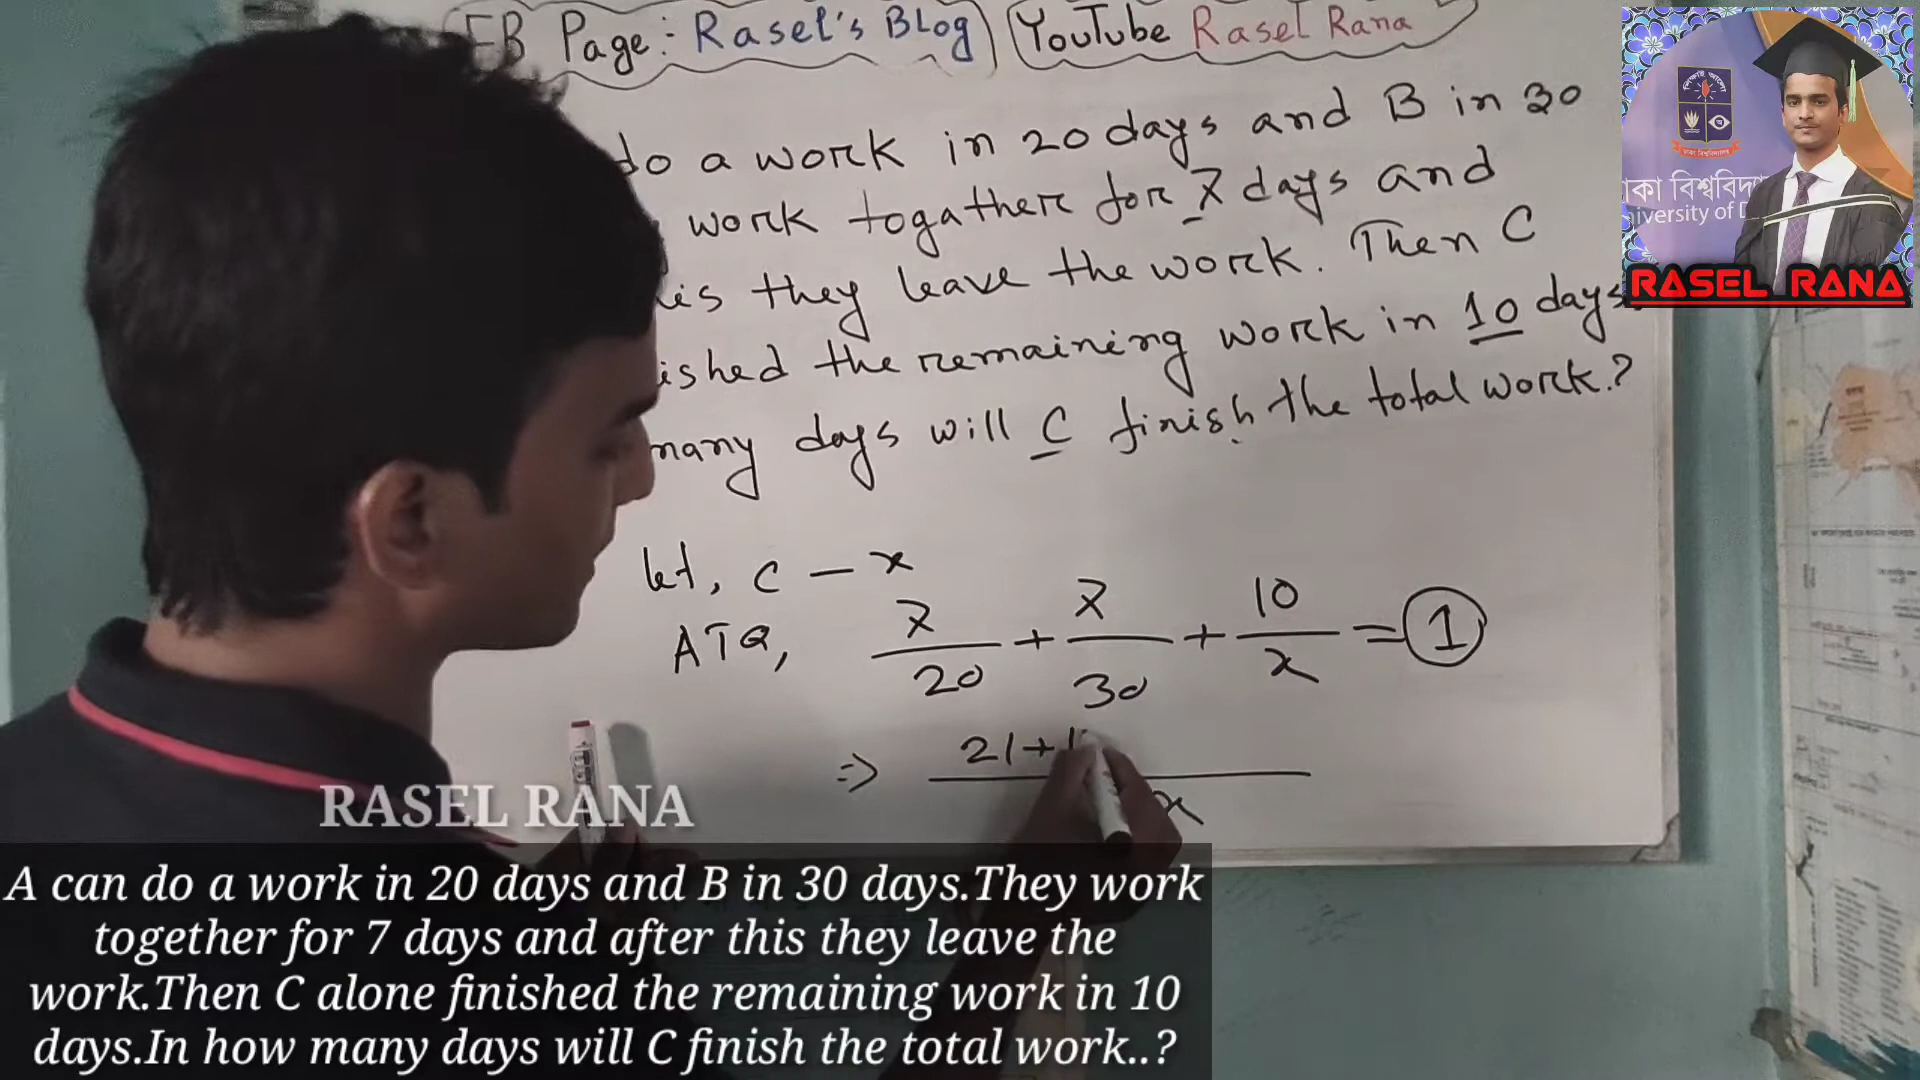 FB Page:- Rasel's Blog
YouTube Rasel Rana
do a work in 20 days and B in 30
work togather for 7 days and
is they leave the work. Then C
ished the remaining work in 10 days.
many days will C finish the total work?
let, C — x
ATQ, 7/20 + 7/30 + 10/x = 1
=> 21+1
x
শিক্ষাই আলো
ঢাকা বিশ্ববিদ্যালয়
াকা বিশ্ববিদ্যা
niversity of D
RASEL RANA
RASEL RANA
A can do a work in 20 days and B in 30 days.They work
together for 7 days and after this they leave the
work.Then C alone finished the remaining work in 10
days.In how many days will C finish the total work..?